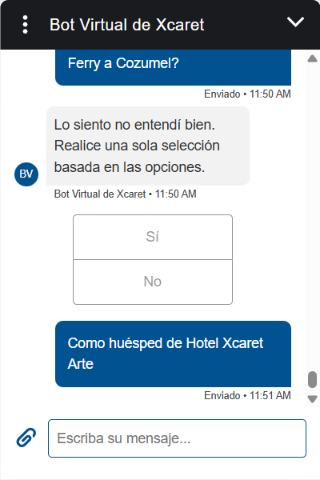 Bot Virtual de Xcaret
Ferry a Cozumel?
Enviado • 11:50 AM
Lo siento no entendí bien.
Realice una sola selección
basada en las opciones.
BV
Bot Virtual de Xcaret • 11:50 AM
Sí
No
Como huésped de Hotel Xcaret
Arte
Enviado • 11:51 AM
Escriba su mensaje...